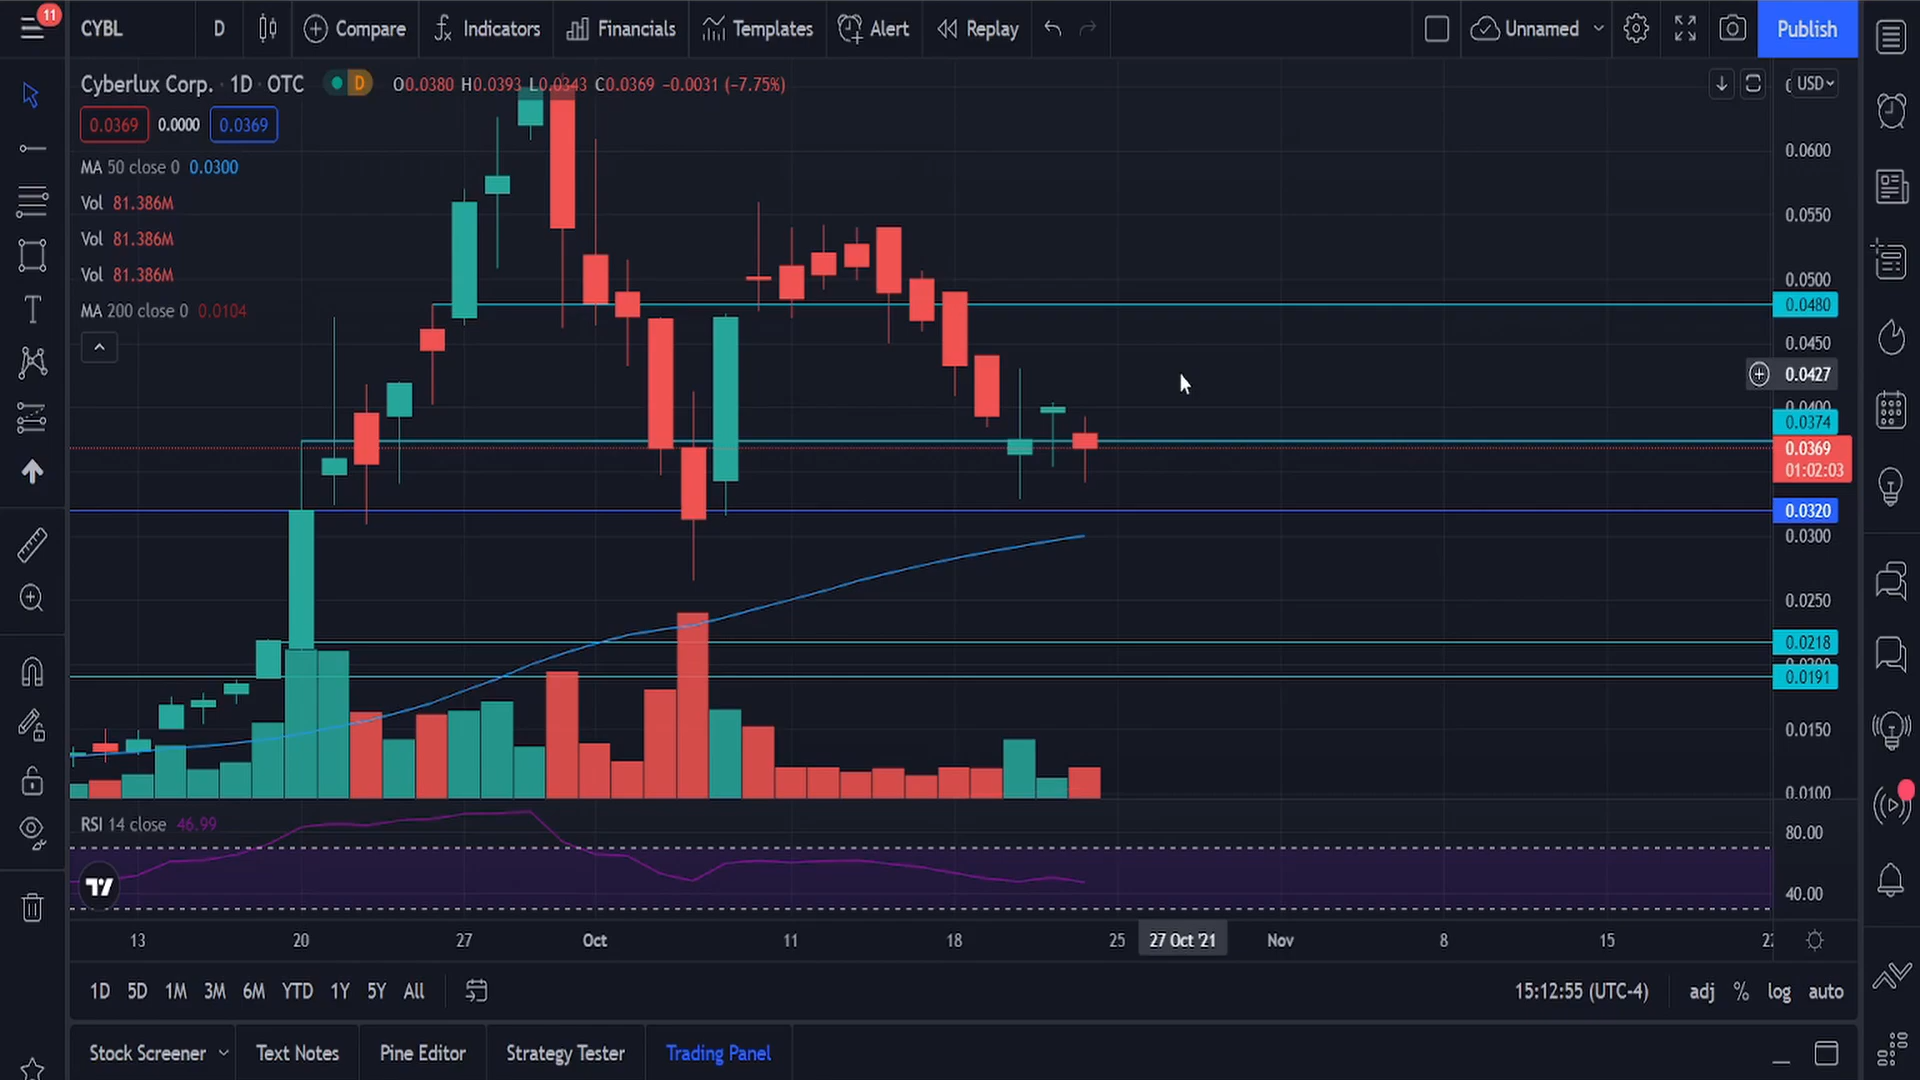 11
CYBL D Compare Indicators Financials Templates Alert Replay Unnamed Publish
Cyberlux Corp. · 1D · OTC D O0.0380 H0.0393 L0.0343 C0.0369 −0.0031 (−7.75%) USD
0.0369 0.0000 0.0369
MA 50 close 0 0.0300
Vol 81.386M
Vol 81.386M
Vol 81.386M
MA 200 close 0 0.0104
0.0600
0.0550
0.0500
0.0480
0.0450
0.0427
0.0400
0.0374
0.0369
01:02:03
0.0320
0.0300
0.0250
0.0218
0.0200
0.0191
0.0150
0.0100
RSI 14 close 46.99
80.00
40.00
13 20 27 Oct 11 18 25 27 Oct '21 Nov 8 15
1D 5D 1M 3M 6M YTD 1Y 5Y All 15:12:55 (UTC-4) adj % log auto
Stock Screener Text Notes Pine Editor Strategy Tester Trading Panel